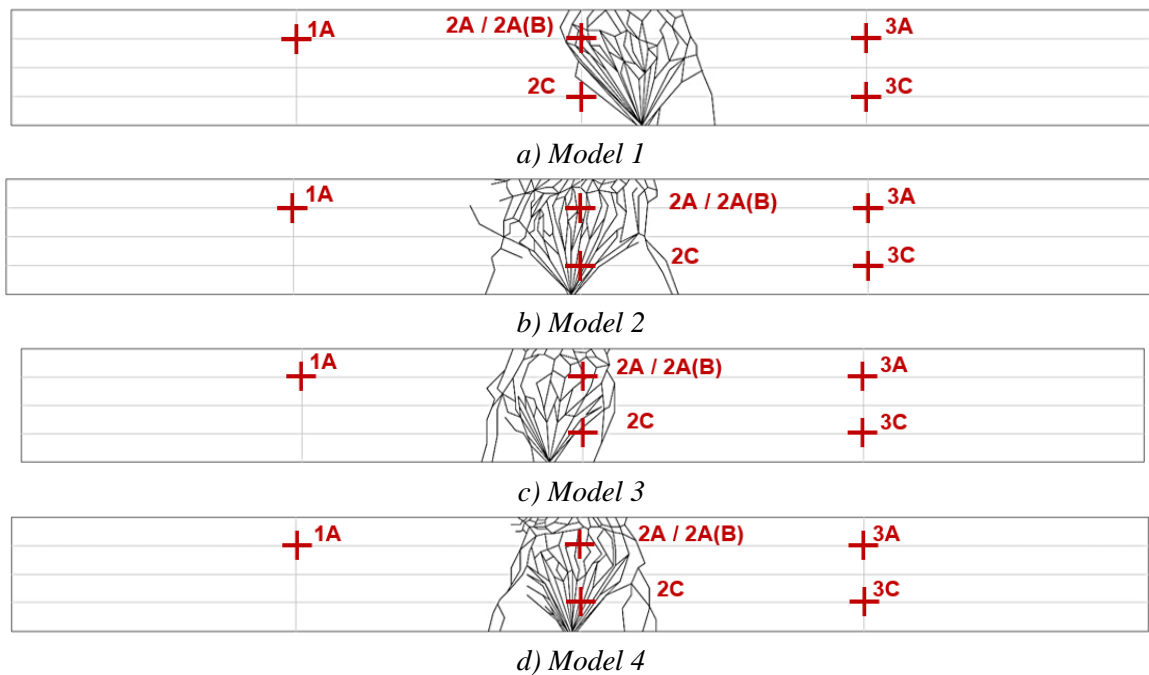 1A
2A / 2A(B)
3A
2C
3C
a) Model 1
1A
2A / 2A(B)
3A
2C
3C
b) Model 2
1A
2A / 2A(B)
3A
2C
3C
c) Model 3
1A
2A / 2A(B)
3A
2C
3C
d) Model 4